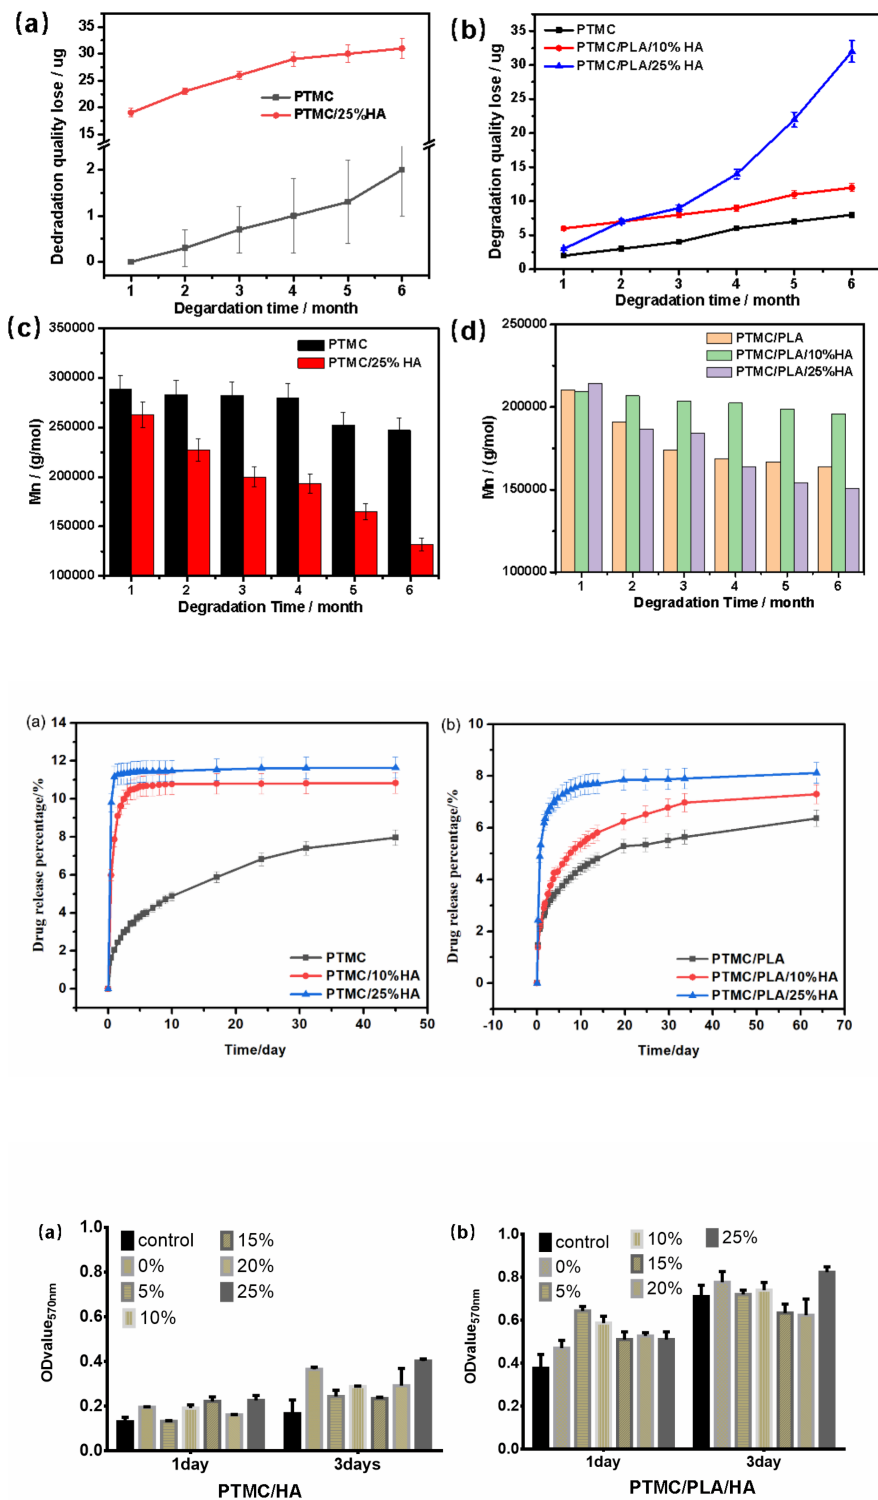 (a)
Dedradation quality lose / ug
35
30
25
20
15
2
1
0
PTMC
PTMC/25%HA
1 2 3 4 5 6
Degardation time / month
(b)
Degradation quality lose / ug
35
30
25
20
15
10
5
0
PTMC
PTMC/PLA/10% HA
PTMC/PLA/25% HA
1 2 3 4 5 6
Degradation time / month
(c)
Mn / (g/mol)
350000
300000
250000
200000
150000
100000
PTMC
PTMC/25% HA
1 2 3 4 5 6
Degradation Time / month
(d)
Mn / (g/mol)
250000
200000
150000
100000
PTMC/PLA
PTMC/PLA/10%HA
PTMC/PLA/25%HA
1 2 3 4 5 6
Degradation Time / month
(a)
Drug release percentage/%
14
12
10
8
6
4
2
0
PTMC
PTMC/10%HA
PTMC/25%HA
0 10 20 30 40 50
Time/day
(b)
Drug release percentage/%
10
8
6
4
2
0
PTMC/PLA
PTMC/PLA/10%HA
PTMC/PLA/25%HA
-10 0 10 20 30 40 50 60 70
Time/day
(a)
ODvalue570nm
1.0
0.8
0.6
0.4
0.2
0.0
control 15%
0% 20%
5% 25%
10%
1day 3days
PTMC/HA
(b)
ODvalue570nm
1.0
0.8
0.6
0.4
0.2
0.0
control 10% 25%
0% 15%
5% 20%
1day 3day
PTMC/PLA/HA